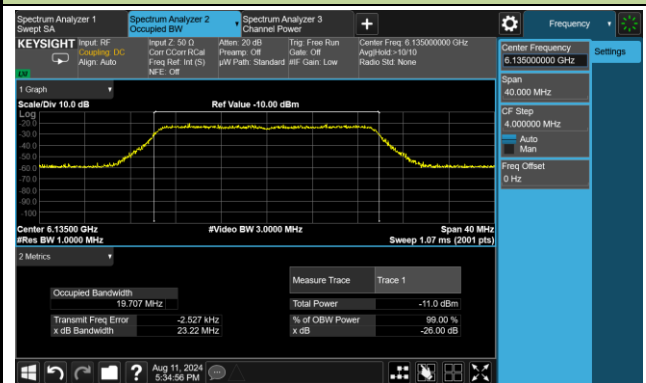 Spectrum Analyzer 1
Swept SA
Spectrum Analyzer 2
Occupied BW
Spectrum Analyzer 3
Channel Power
Frequency
KEYSIGHT
Input: RF
Coupling: DC
Align: Auto
Input Z: 50 Ω
Corr CCorr RCal
Freq Ref: Int (S)
NFE: Off
Atten: 20 dB
Preamp: Off
µW Path: Standard
Trig: Free Run
Gate: Off
#IF Gain: Low
Center Freq: 6.135000000 GHz
Avg|Hold:>10/10
Radio Std: None
Center Frequency
6.135000000 GHz
Settings
Span
40.000 MHz
CF Step
4.000000 MHz
Auto
Man
Freq Offset
0 Hz
1 Graph
Scale/Div 10.0 dB
Ref Value -10.00 dBm
Log
-20.0
-30.0
-40.0
-50.0
-60.0
-70.0
-80.0
-90.0
-100
Center 6.13500 GHz
#Video BW 3.0000 MHz
Span 40 MHz
#Res BW 1.0000 MHz
Sweep 1.07 ms (2001 pts)
2 Metrics
Measure Trace
Trace 1
Occupied Bandwidth
19.707 MHz
Total Power
-11.0 dBm
Transmit Freq Error
-2.527 kHz
% of OBW Power
99.00 %
x dB Bandwidth
23.22 MHz
x dB
-26.00 dB
Aug 11, 2024
5:34:56 PM